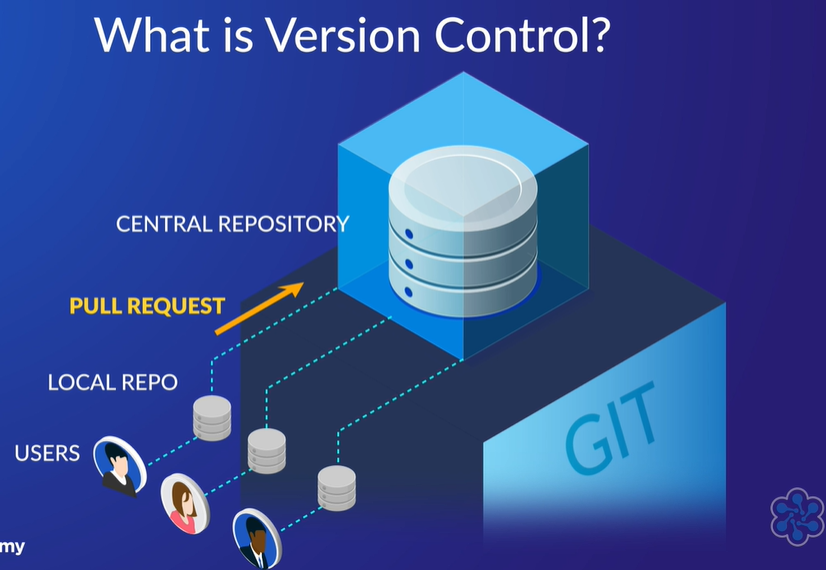 What is Version Control?
CENTRAL REPOSITORY
PULL REQUEST
LOCAL REPO
USERS
GIT
my